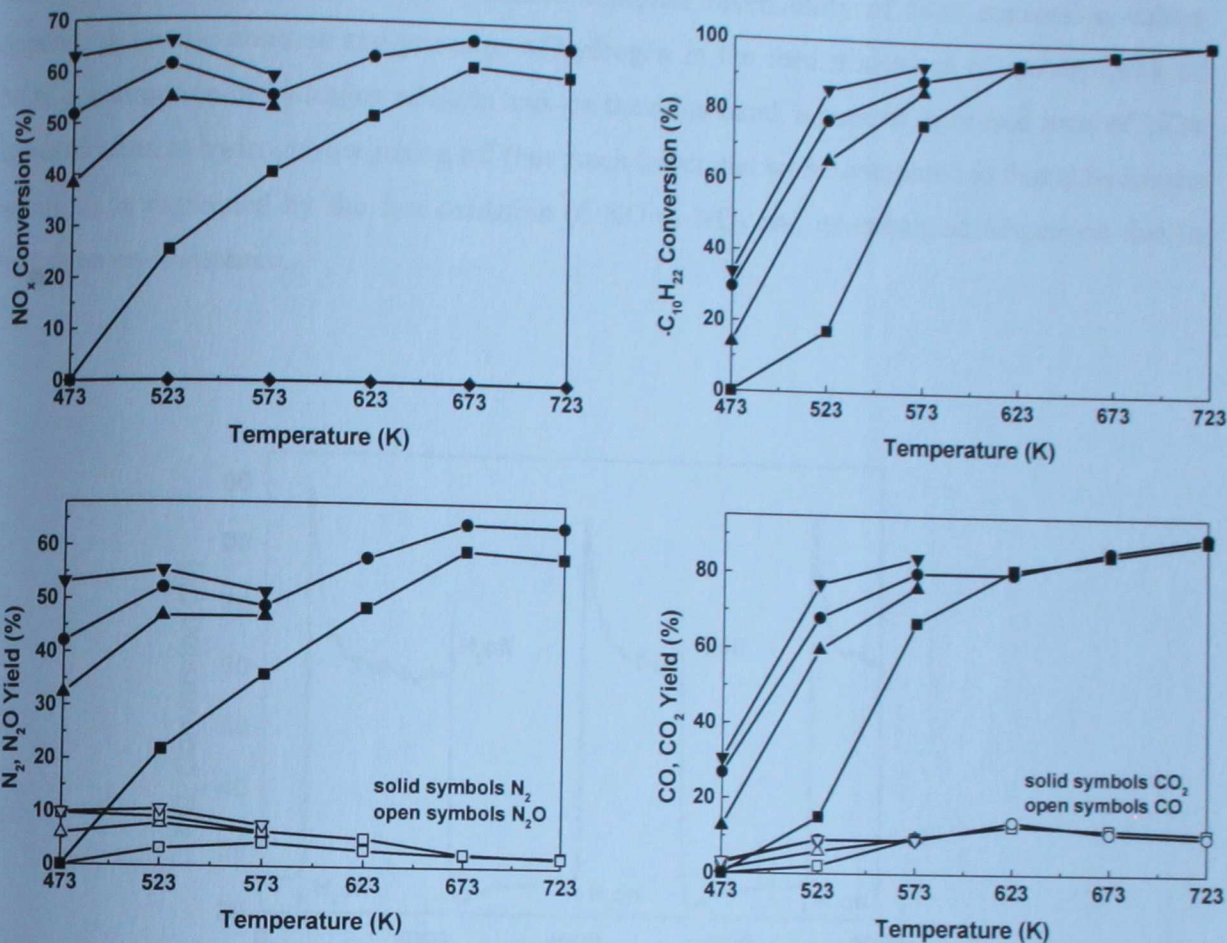 70
60
50
40
30
20
10
0
NOx Conversion (%)
473 523 573 623 673 723
Temperature (K)
100
80
60
40
20
0
·C10H22 Conversion (%)
473 523 573 623 673 723
Temperature (K)
60
50
40
30
20
10
0
N2, N2O Yield (%)
solid symbols N2
open symbols N2O
473 523 573 623 673 723
Temperature (K)
80
60
40
20
0
CO, CO2 Yield (%)
solid symbols CO2
open symbols CO
473 523 573 623 673 723
Temperature (K)